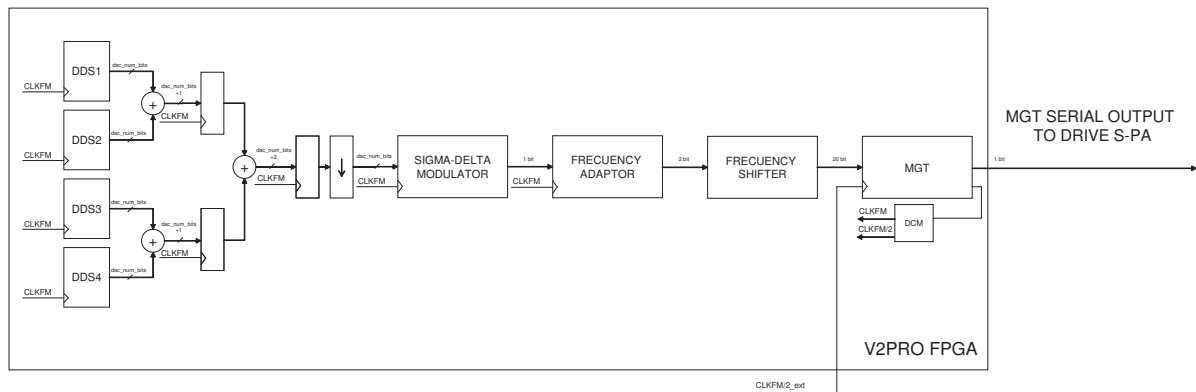 DDS1
dac_num_bits
CLKFM
+
dac_num_bits
+1
CLKFM
DDS2
dac_num_bits
CLKFM
+
dac_num_bits
+2
CLKFM
dac_num_bits
CLKFM
SIGMA-DELTA
MODULATOR
1 bit
CLKFM
FRECUENCY
ADAPTOR
2 bit
FRECUENCY
SHIFTER
20 bit
MGT
1 bit
MGT SERIAL OUTPUT
TO DRIVE S-PA
DDS3
dac_num_bits
CLKFM
+
dac_num_bits
+1
CLKFM
DDS4
dac_num_bits
CLKFM
CLKFM
CLKFM/2
DCM
V2PRO FPGA
CLKFM/2_ext